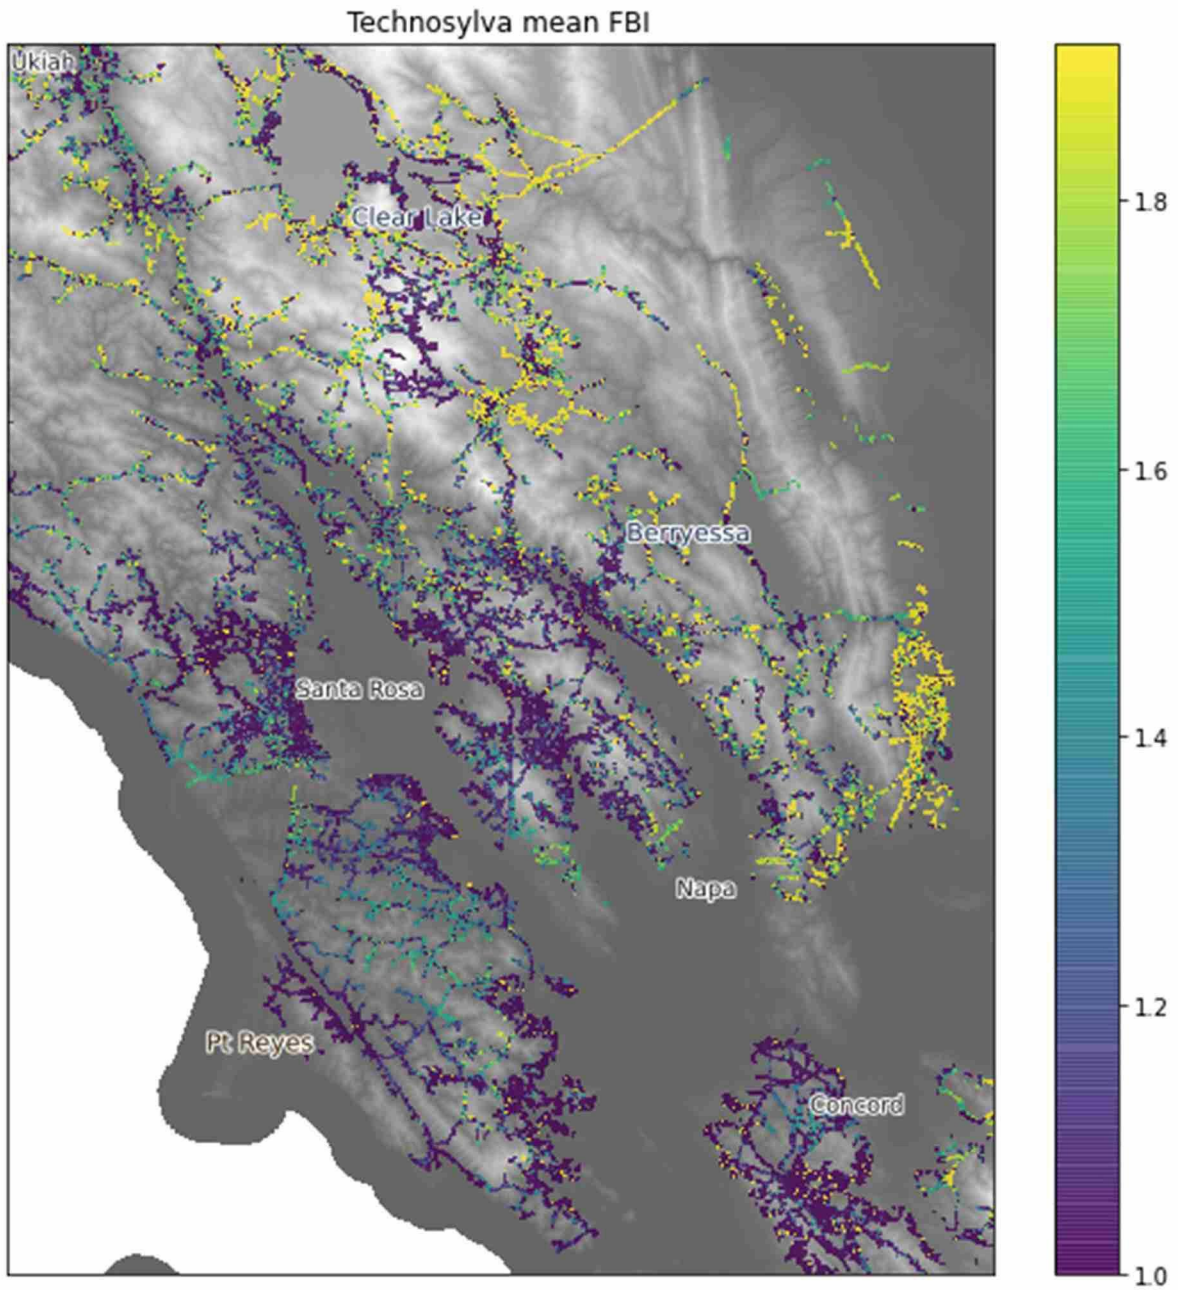 Technosylva mean FBI
Ukiah
Clear Lake
Berryessa
Santa Rosa
Napa
Pt Reyes
Concord
1.8
1.6
1.4
1.2
1.0